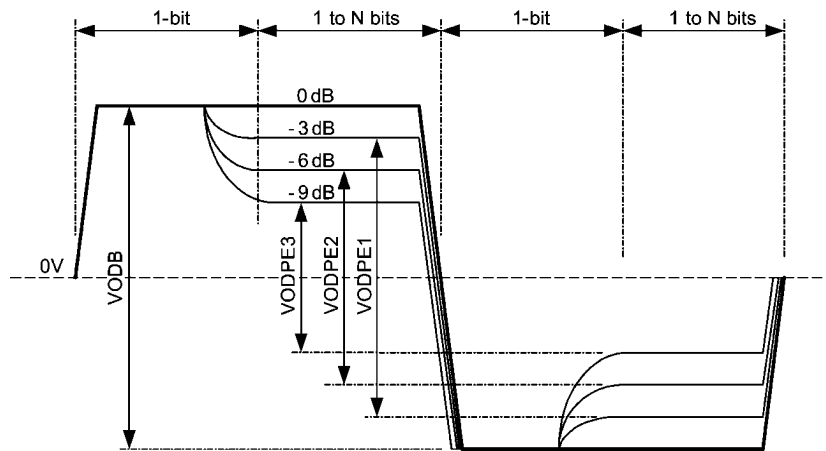 1-bit
1 to N bits
1-bit
1 to N bits
0 dB
-3 dB
-6 dB
-9 dB
0V
VODB
VODPE3
VODPE2
VODPE1